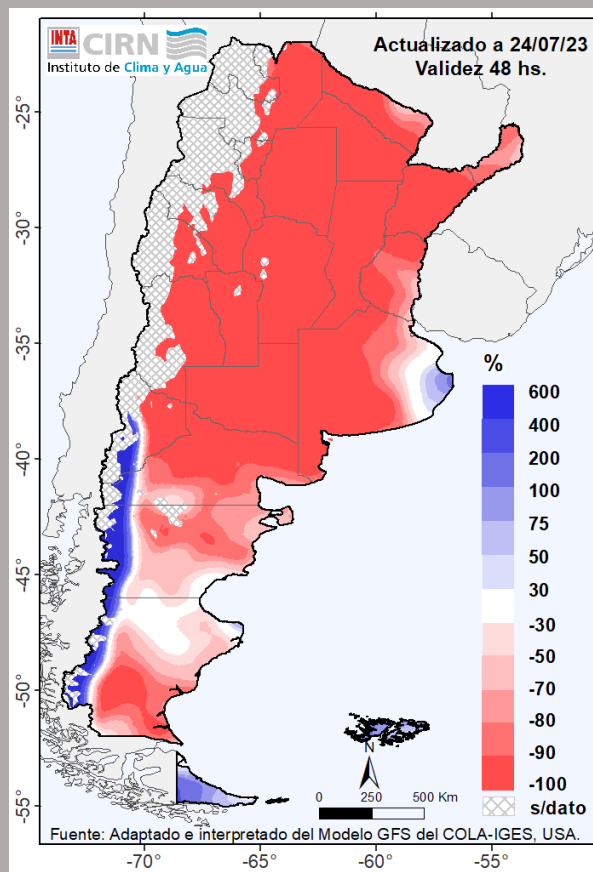 INTA CIRN
Instituto de Clima y Agua
Actualizado a 24/07/23
Validez 48 hs.
-25°
-30°
-35°
-40°
-45°
-50°
-55°
%
600
400
200
100
75
50
30
-30
-50
-70
-80
-90
-100
s/dato
N
0 250 500 Km
Fuente: Adaptado e interpretado del Modelo GFS del COLA-IGES, USA.
-70° -65° -60° -55°